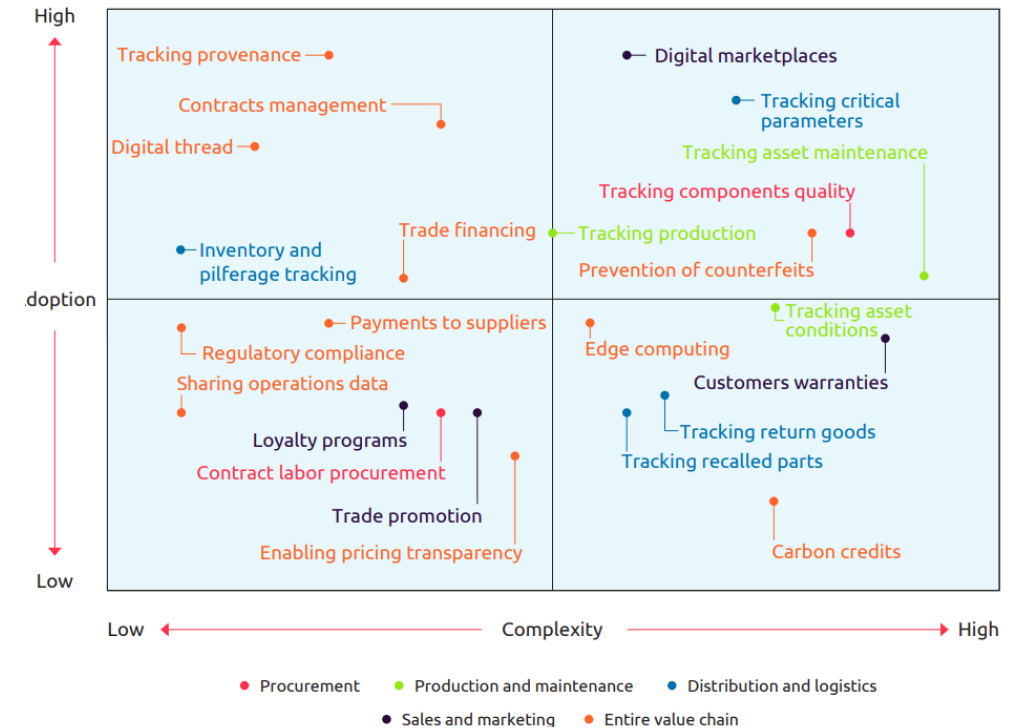 High
Tracking provenance
Digital marketplaces
Contracts management
Tracking critical
parameters
Digital thread
Tracking asset maintenance
Tracking components quality
Trade financing
Tracking production
Inventory and
pilferage tracking
Prevention of counterfeits
doption
Payments to suppliers
Tracking asset
conditions
Regulatory compliance
Edge computing
Sharing operations data
Customers warranties
Loyalty programs
Tracking return goods
Contract labor procurement
Tracking recalled parts
Trade promotion
Enabling pricing transparency
Carbon credits
Low
Low
Complexity
High
Procurement
Production and maintenance
Distribution and logistics
Sales and marketing
Entire value chain